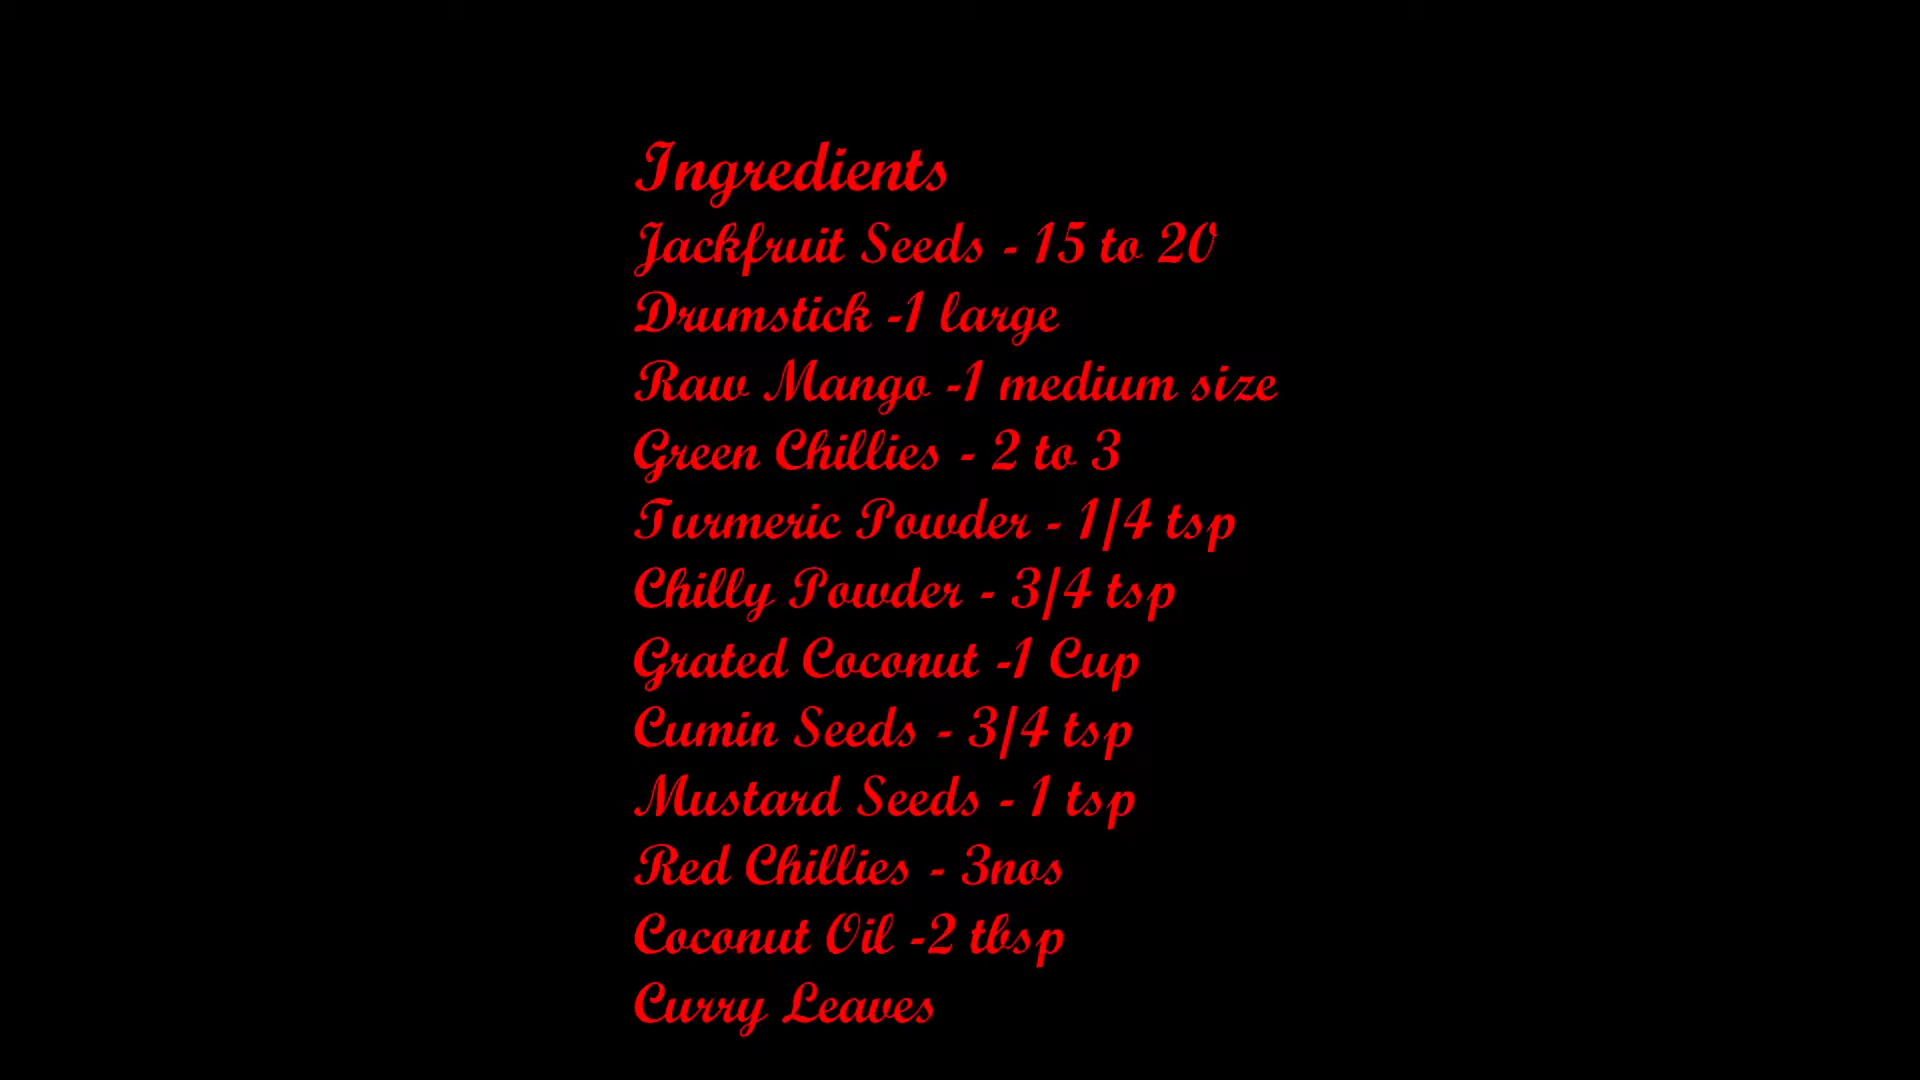 Ingredients
Jackfruit Seeds - 15 to 20
Drumstick -1 large
Raw Mango -1 medium size
Green Chillies - 2 to 3
Turmeric Powder - 1/4 tsp
Chilly Powder - 3/4 tsp
Grated Coconut -1 Cup
Cumin Seeds - 3/4 tsp
Mustard Seeds - 1 tsp
Red Chillies - 3nos
Coconut Oil -2 tbsp
Curry Leaves